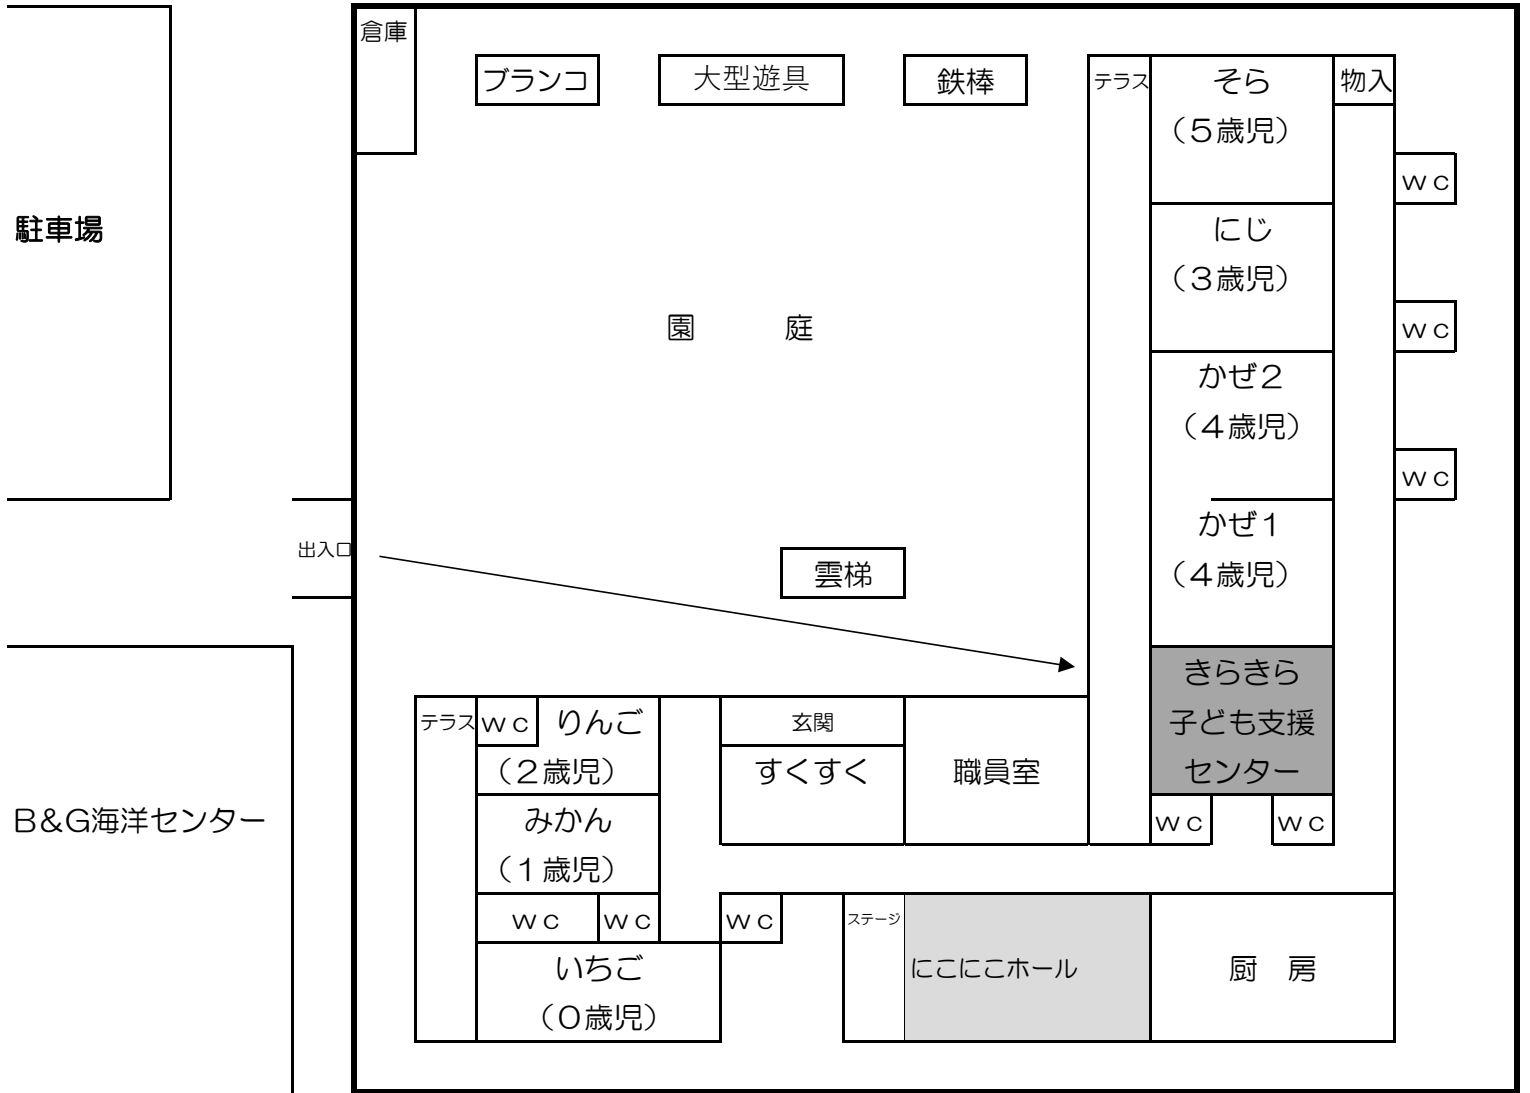 倉庫
ブランコ
大型遊具
鉄棒
テラス
そら
（５歳児）
物入
ｗｃ
駐車場
にじ
（３歳児）
園　庭
ｗｃ
かぜ２
（４歳児）
ｗｃ
出入口
かぜ１
（４歳児）
雲梯
きらきら
子ども支援
センター
テラス
ｗｃ
りんご
（２歳児）
玄関
すくすく
職員室
B&G海洋センター
みかん
（１歳児）
ｗｃ
ｗｃ
ｗｃ
ｗｃ
ｗｃ
ステージ
にこにこホール
厨　房
いちご
（０歳児）